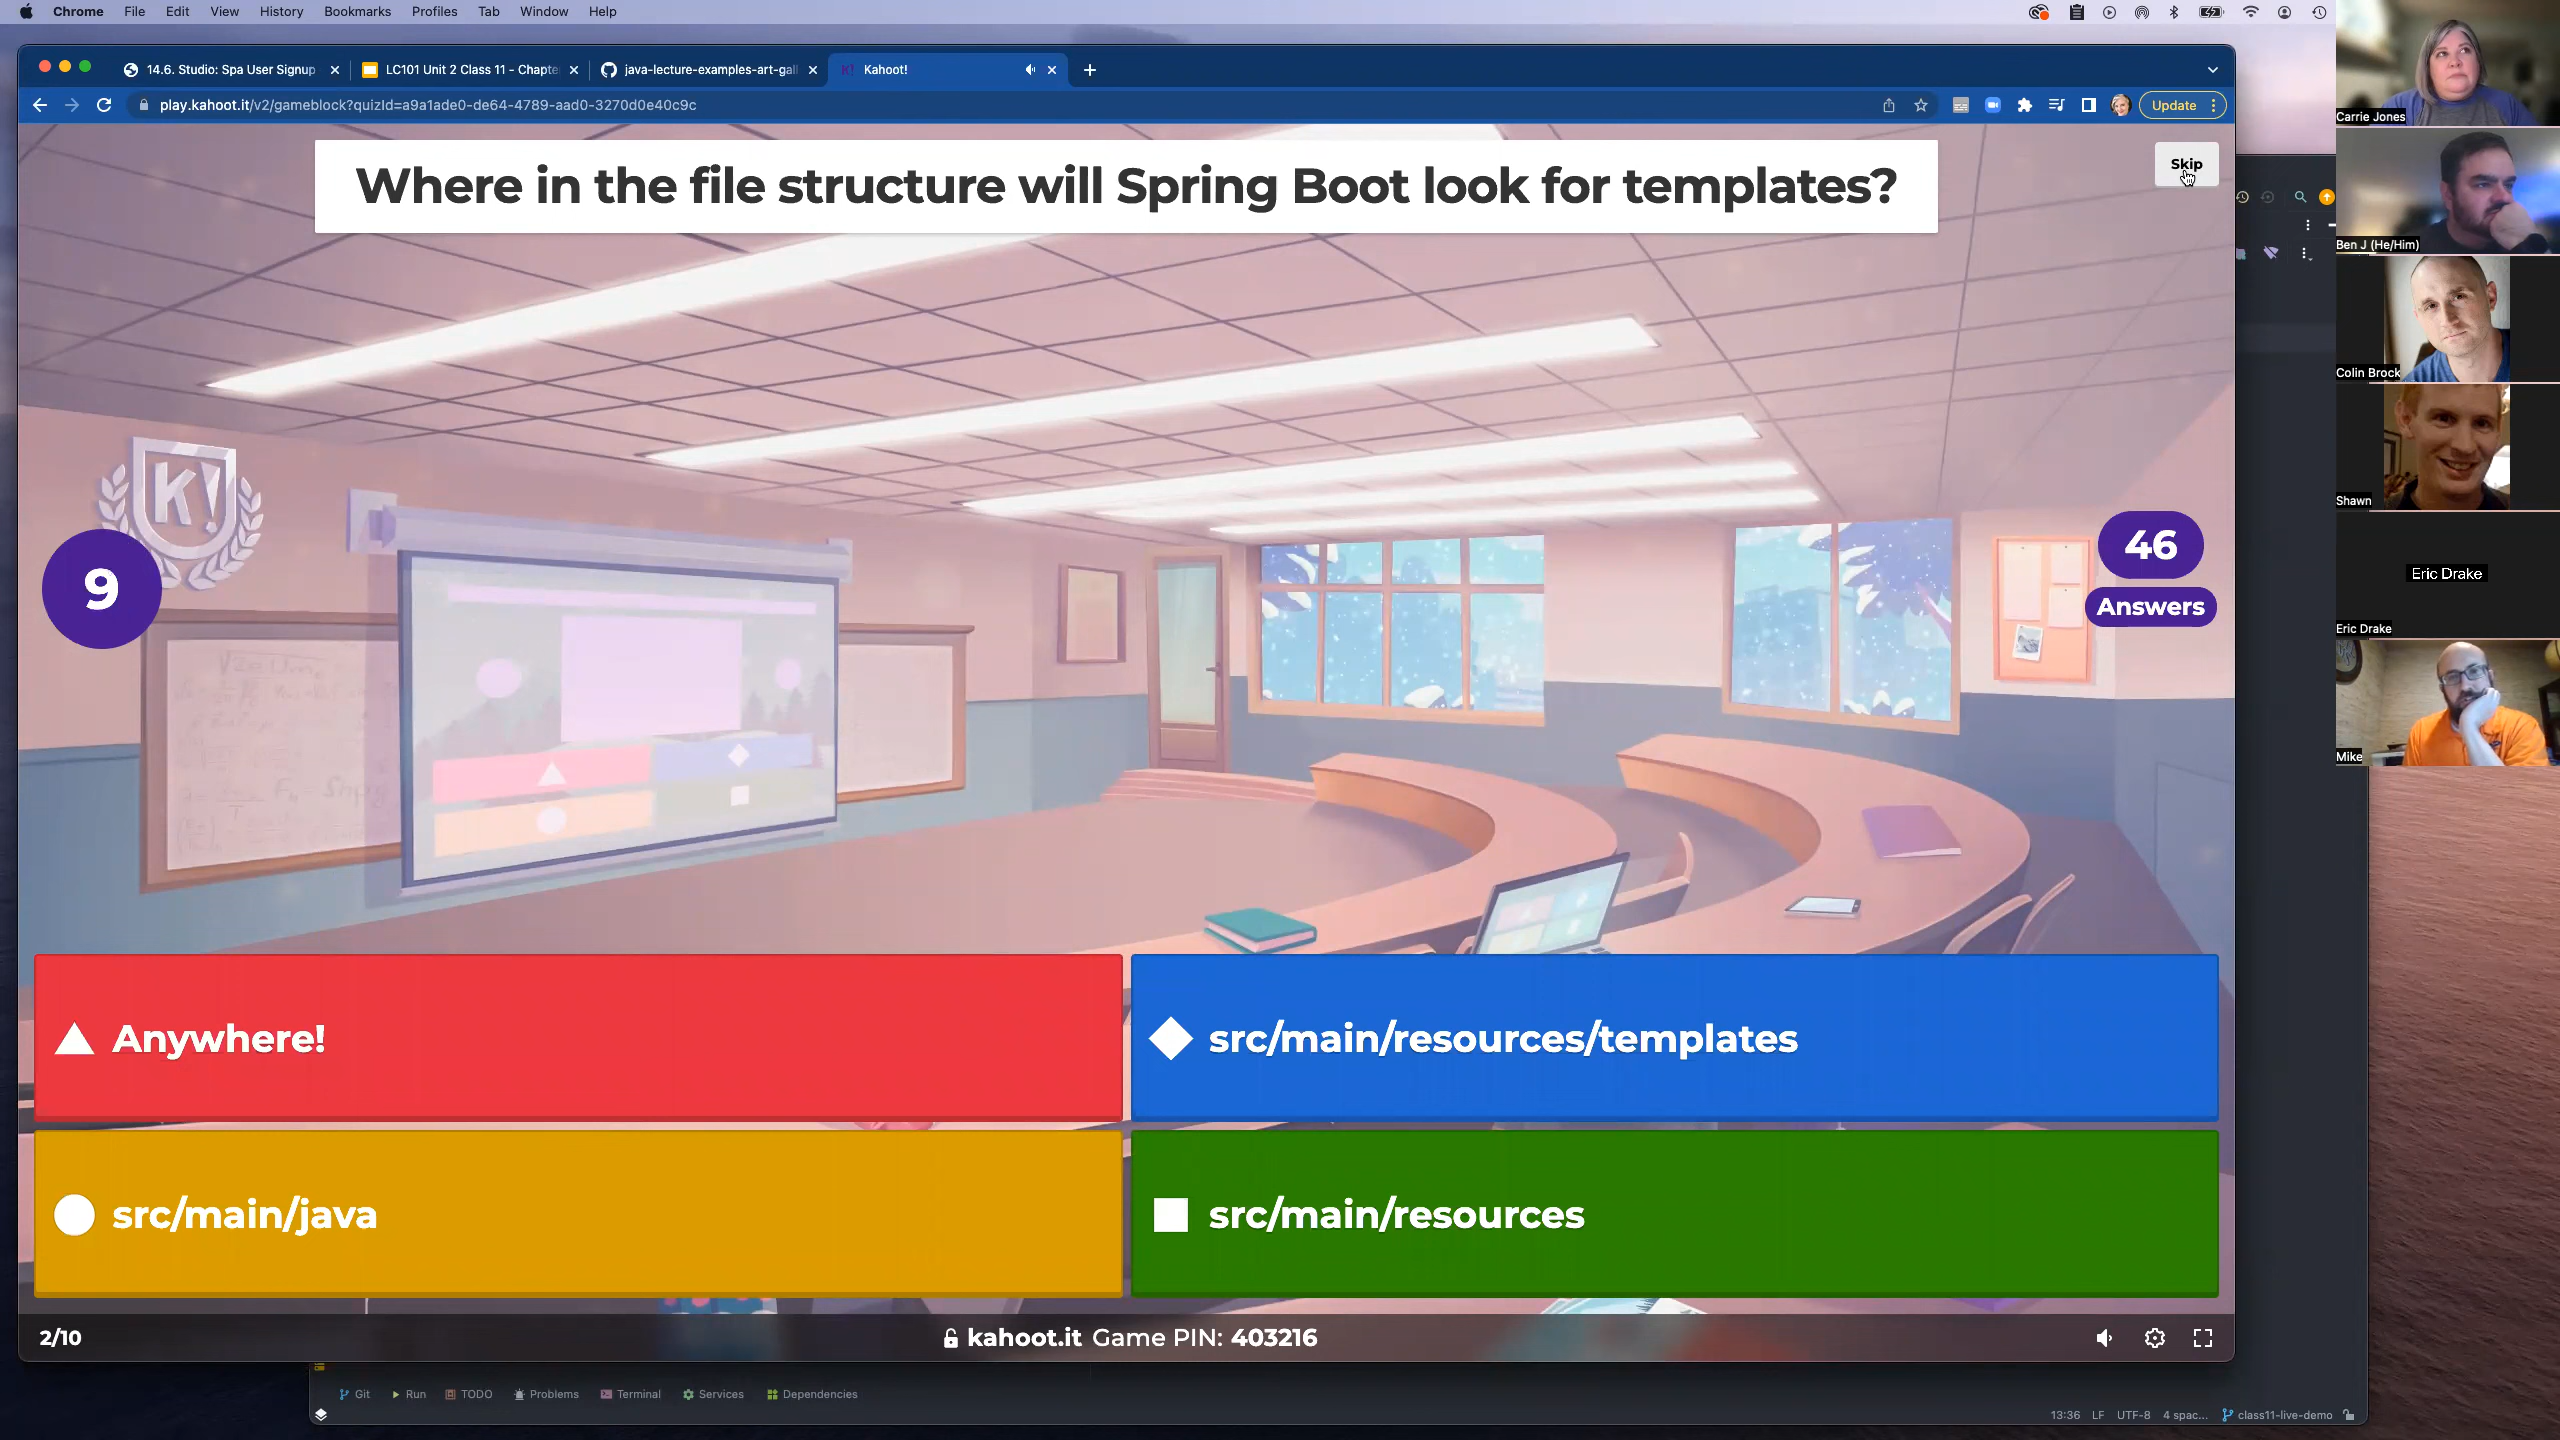 Chrome File Edit View History Bookmarks Profiles Tab Window Help
14.6. Studio: Spa User Signup
LC101 Unit 2 Class 11 - Chapte
java-lecture-examples-art-gall
Kahoot!
play.kahoot.it/v2/gameblock?quizId=a9a1ade0-de64-4789-aad0-3270d0e40c9c
Update
Where in the file structure will Spring Boot look for templates?
Skip
K!
9
46
Answers
Anywhere!
src/main/resources/templates
src/main/java
src/main/resources
2/10
kahoot.it Game PIN: 403216
Git Run TODO Problems Terminal Services Dependencies
13:36 LF UTF-8 4 spac... class11-live-demo
Carrie Jones
Ben J (He/Him)
Colin Brock
Shawn
Eric Drake
Eric Drake
Mike